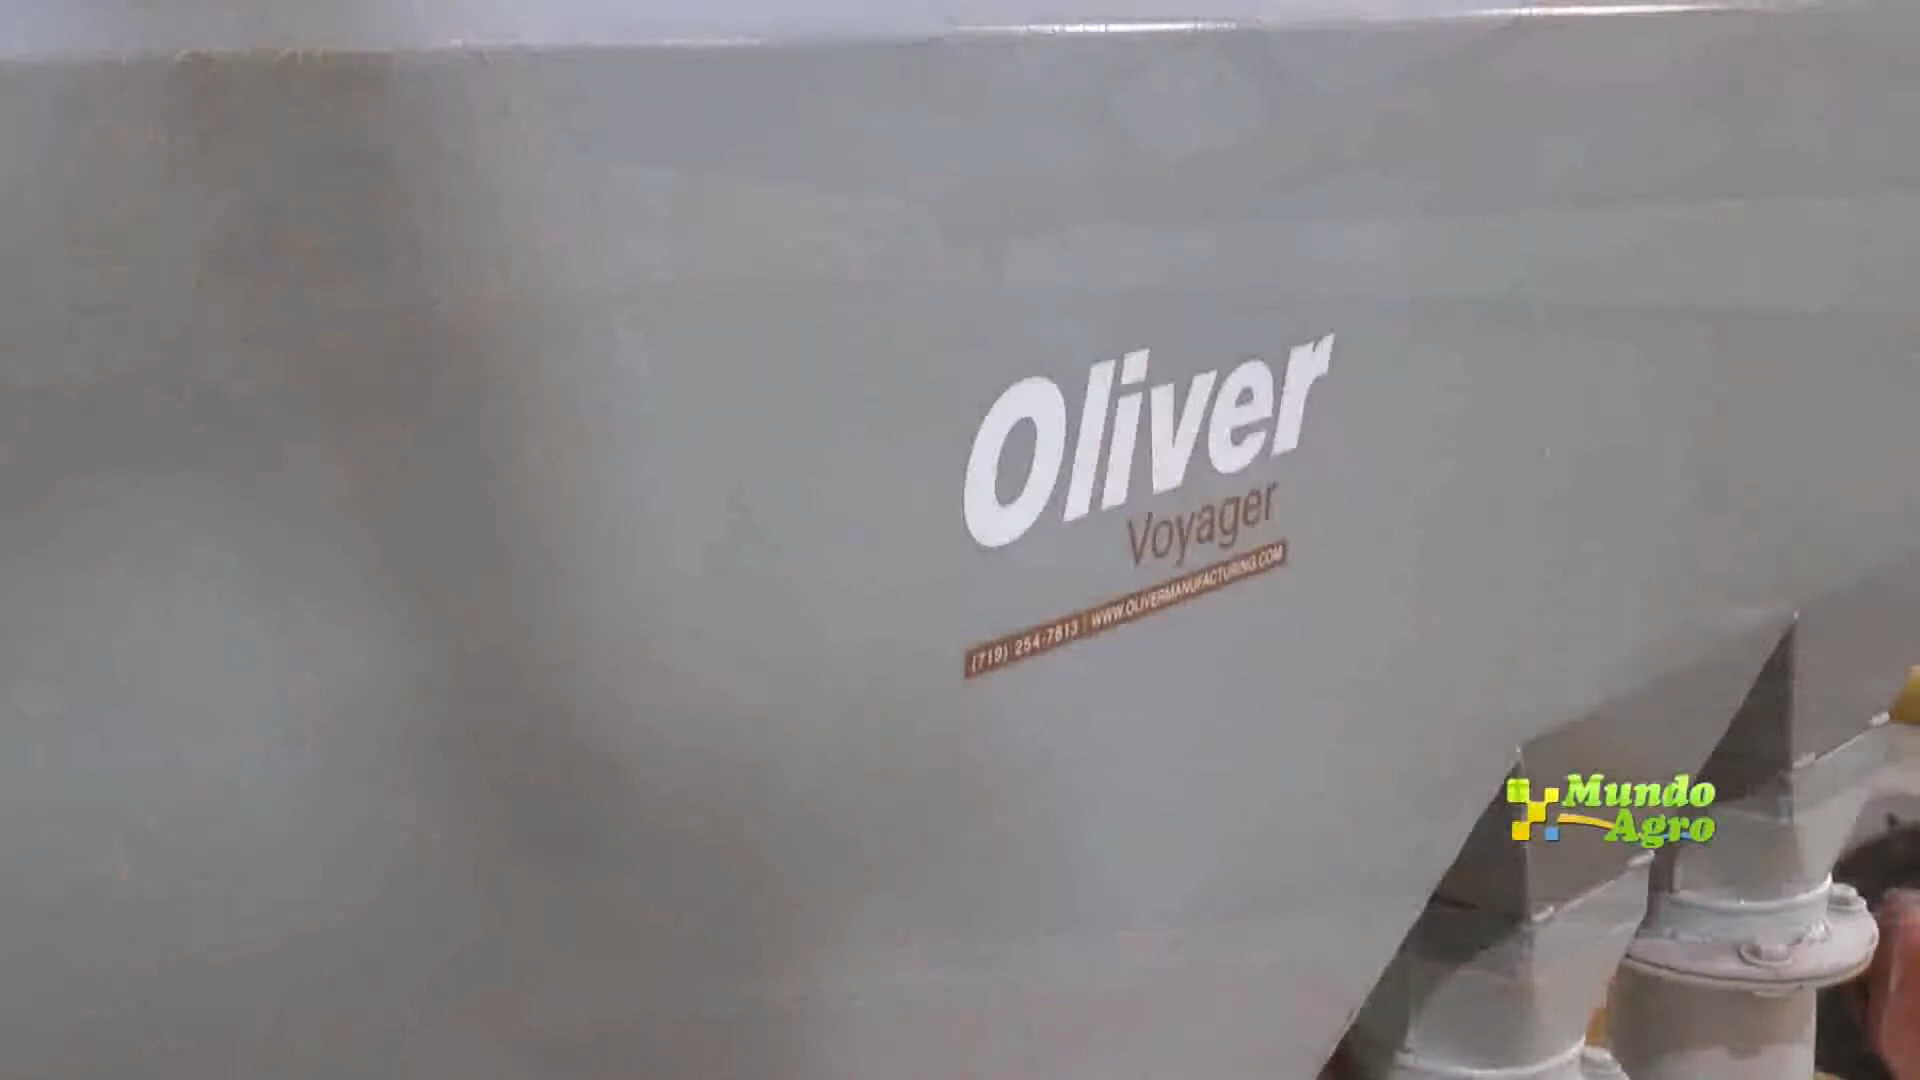 Oliver
Voyager
(719) 254-7813 | WWW.OLIVERMANUFACTURING.COM
Mundo
Agro